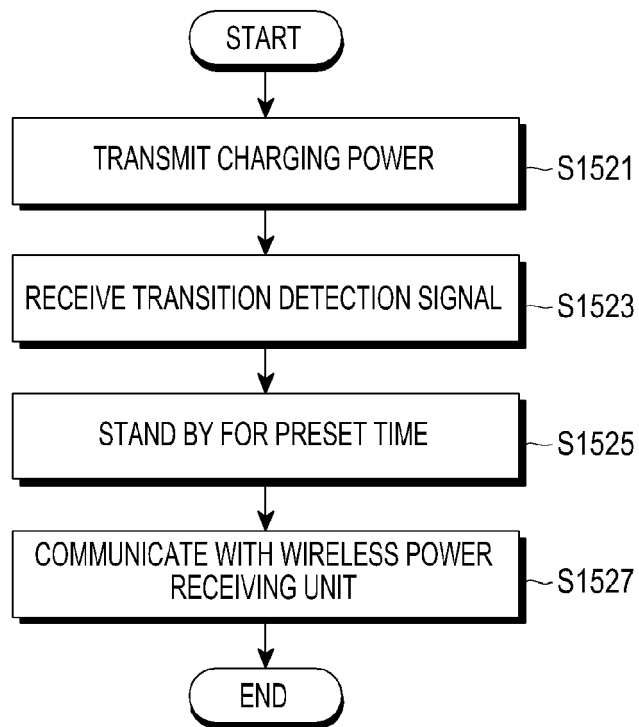 START
TRANSMIT CHARGING POWER
S1521
RECEIVE TRANSITION DETECTION SIGNAL
S1523
STAND BY FOR PRESET TIME
S1525
COMMUNICATE WITH WIRELESS POWER
RECEIVING UNIT
S1527
END